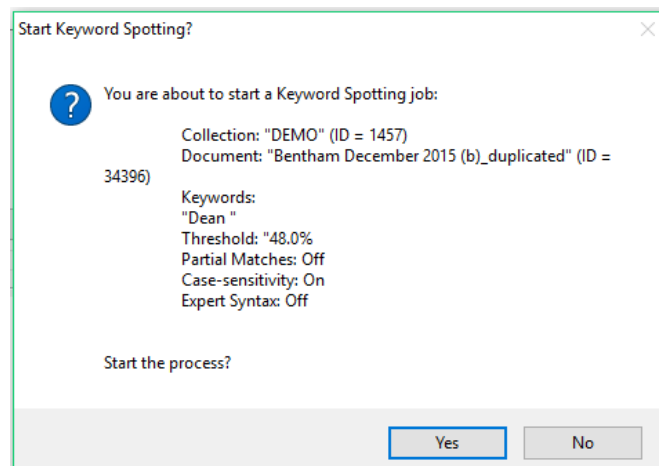 Start Keyword Spotting?
You are about to start a Keyword Spotting job:
Collection: "DEMO" (ID = 1457)
Document: "Bentham December 2015 (b)_duplicated" (ID =
34396)
Keywords:
"Dean "
Threshold: "48.0%
Partial Matches: Off
Case-sensitivity: On
Expert Syntax: Off
Start the process?
Yes No